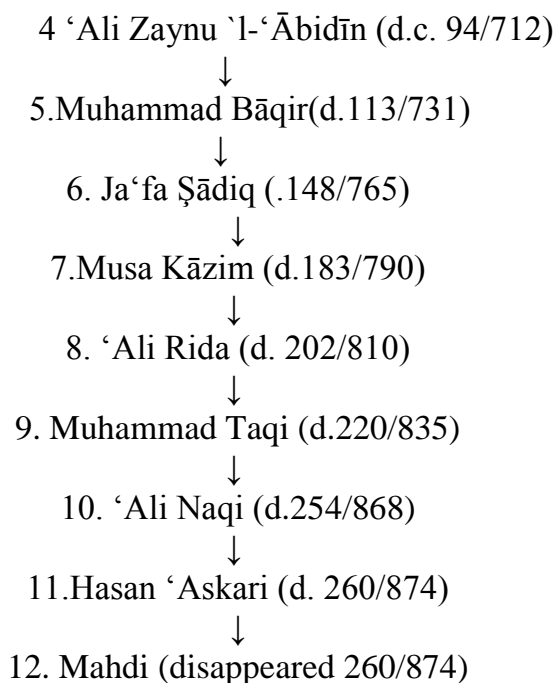 4 ‘Ali Zaynu `l-‘Ābidīn (d.c. 94/712)
↓
5.Muhammad Bāqir(d.113/731)
↓
6. Ja‘fa Şādiq (.148/765)
↓
7.Musa Kāzim (d.183/790)
↓
8. ‘Ali Rida (d. 202/810)
↓
9. Muhammad Taqi (d.220/835)
↓
10. ‘Ali Naqi (d.254/868)
↓
11.Hasan ‘Askari (d. 260/874)
↓
12. Mahdi (disappeared 260/874)